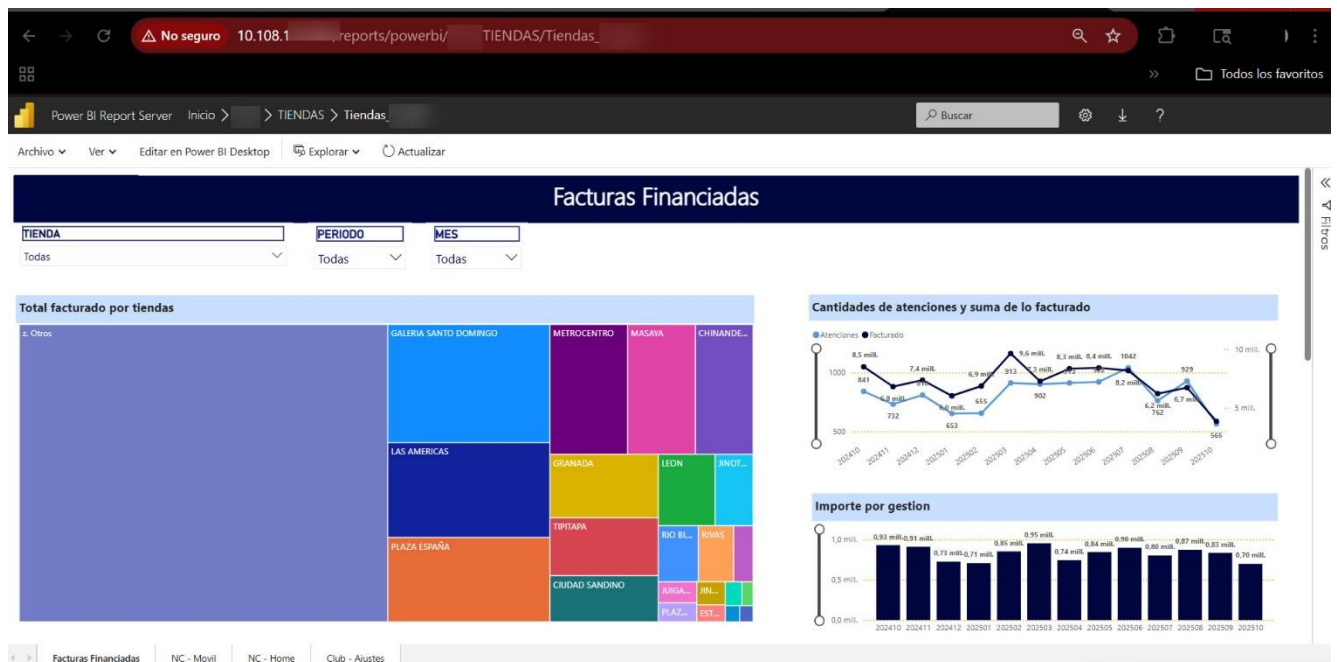 No seguro 10.108.1 reports/powerbi/ TIENDAS/Tiendas_
Todos los favoritos
Power BI Report Server Inicio > > TIENDAS > Tiendas_
Buscar
?
Archivo Ver Editar en Power BI Desktop Explorar Actualizar
Filtros
Facturas Financiadas
TIENDA PERIODO MES
Todas Todas Todas
Total facturado por tiendas
z. Otros
GALERIA SANTO DOMINGO
LAS AMERICAS
PLAZA ESPAÑA
METROCENTRO
MASAYA
CHINANDE...
GRANADA
LEON
JINOT...
TIPITAPA
RIO BL...
RIVAS
CIUDAD SANDINO
JUIGA...
JIN...
PLAZ...
EST...
Cantidades de atenciones y suma de lo facturado
Atenciones Facturado
10 mill.
5 mill.
1000
500
8,5 mill. 7,4 mill. 6,9 mill. 9,6 mill. 7,3 mill. 8,3 mill. 8,4 mill. 1042 929
841 6,8 mill. 6,0 mill. 655 913 8,2 mill. 6,2 mill. 6,7 mill.
732 653 902 762 565
202410 202411 202412 202501 202502 202503 202504 202505 202506 202507 202508 202509 202510
Importe por gestion
1,0 mill.
0,5 mill.
0,0 mill.
0,93 mill. 0,91 mill. 0,73 mill. 0,71 mill. 0,85 mill. 0,95 mill. 0,74 mill. 0,84 mill. 0,90 mill. 0,80 mill. 0,87 mill. 0,83 mill. 0,70 mill.
202410 202411 202412 202501 202502 202503 202504 202505 202506 202507 202508 202509 202510
Facturas Financiadas NC - Movil NC - Home Club - Ajustes